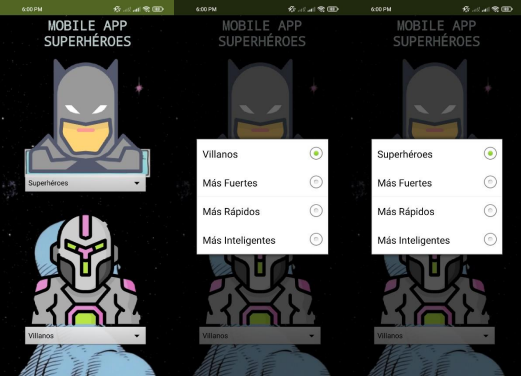 6:00 PM
MOBILE APP
SUPERHÉROES
Superhéroes
Villanos
6:00 PM
MOBILE APP
SUPERHÉROES
Villanos
Más Fuertes
Más Rápidos
Más Inteligentes
Villanos
6:00 PM
MOBILE APP
SUPERHÉROES
Superhéroes
Más Fuertes
Más Rápidos
Más Inteligentes
Villanos